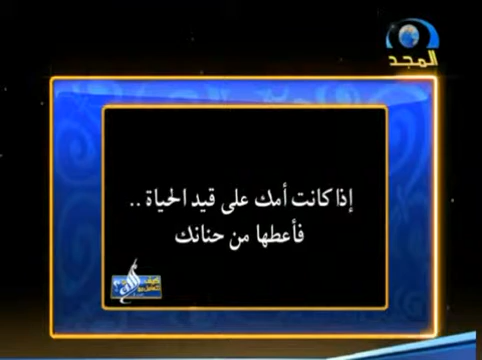 المجد
إذا كانت أمك على قيد الحياة ..
فأعطها من حنانك